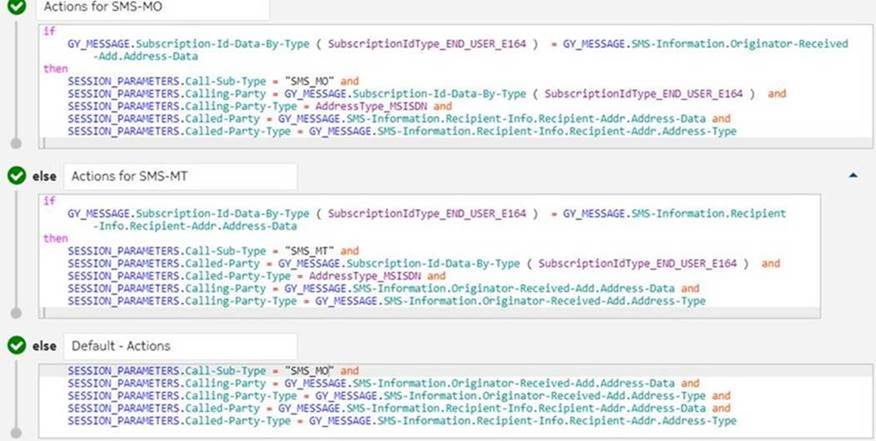 Actions for SMS-MO
if
GY_MESSAGE.Subscription-Id-Data-By-Type ( SubscriptionIdType_END_USER_E164 ) = GY_MESSAGE.SMS-Information.Originator-Received
-Add.Address-Data
then
SESSION_PARAMETERS.Call-Sub-Type = "SMS_MO" and
SESSION_PARAMETERS.Calling-Party = GY_MESSAGE.Subscription-Id-Data-By-Type ( SubscriptionIdType_END_USER_E164 ) and
SESSION_PARAMETERS.Calling-Party-Type = AddressType_MSISDN and
SESSION_PARAMETERS.Called-Party = GY_MESSAGE.SMS-Information.Recipient-Info.Recipient-Addr.Address-Data and
SESSION_PARAMETERS.Called-Party-Type = GY_MESSAGE.SMS-Information.Recipient-Info.Recipient-Addr.Address-Type
else Actions for SMS-MT
if
GY_MESSAGE.Subscription-Id-Data-By-Type ( SubscriptionIdType_END_USER_E164 ) = GY_MESSAGE.SMS-Information.Recipient
-Info.Recipient-Addr.Address-Data
then
SESSION_PARAMETERS.Call-Sub-Type = "SMS_MT" and
SESSION_PARAMETERS.Called-Party = GY_MESSAGE.Subscription-Id-Data-By-Type ( SubscriptionIdType_END_USER_E164 ) and
SESSION_PARAMETERS.Called-Party-Type = AddressType_MSISDN and
SESSION_PARAMETERS.Calling-Party = GY_MESSAGE.SMS-Information.Originator-Received-Add.Address-Data and
SESSION_PARAMETERS.Calling-Party-Type = GY_MESSAGE.SMS-Information.Originator-Received-Add.Address-Type
else Default - Actions
SESSION_PARAMETERS.Call-Sub-Type = "SMS_MO" and
SESSION_PARAMETERS.Calling-Party = GY_MESSAGE.SMS-Information.Originator-Received-Add.Address-Data and
SESSION_PARAMETERS.Calling-Party-Type = GY_MESSAGE.SMS-Information.Originator-Received-Add.Address-Type and
SESSION_PARAMETERS.Called-Party = GY_MESSAGE.SMS-Information.Recipient-Info.Recipient-Addr.Address-Data and
SESSION_PARAMETERS.Called-Party-Type = GY_MESSAGE.SMS-Information.Recipient-Info.Recipient-Addr.Address-Type